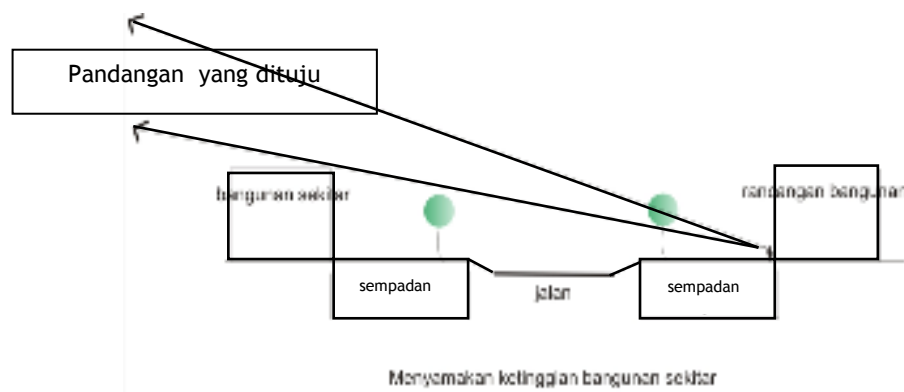 Pandangan yang dituju
bangunan sekitar
rancangan bangunan
sempadan
jalan
sempadan
Menyamakan ketinggian bangunan sekitar